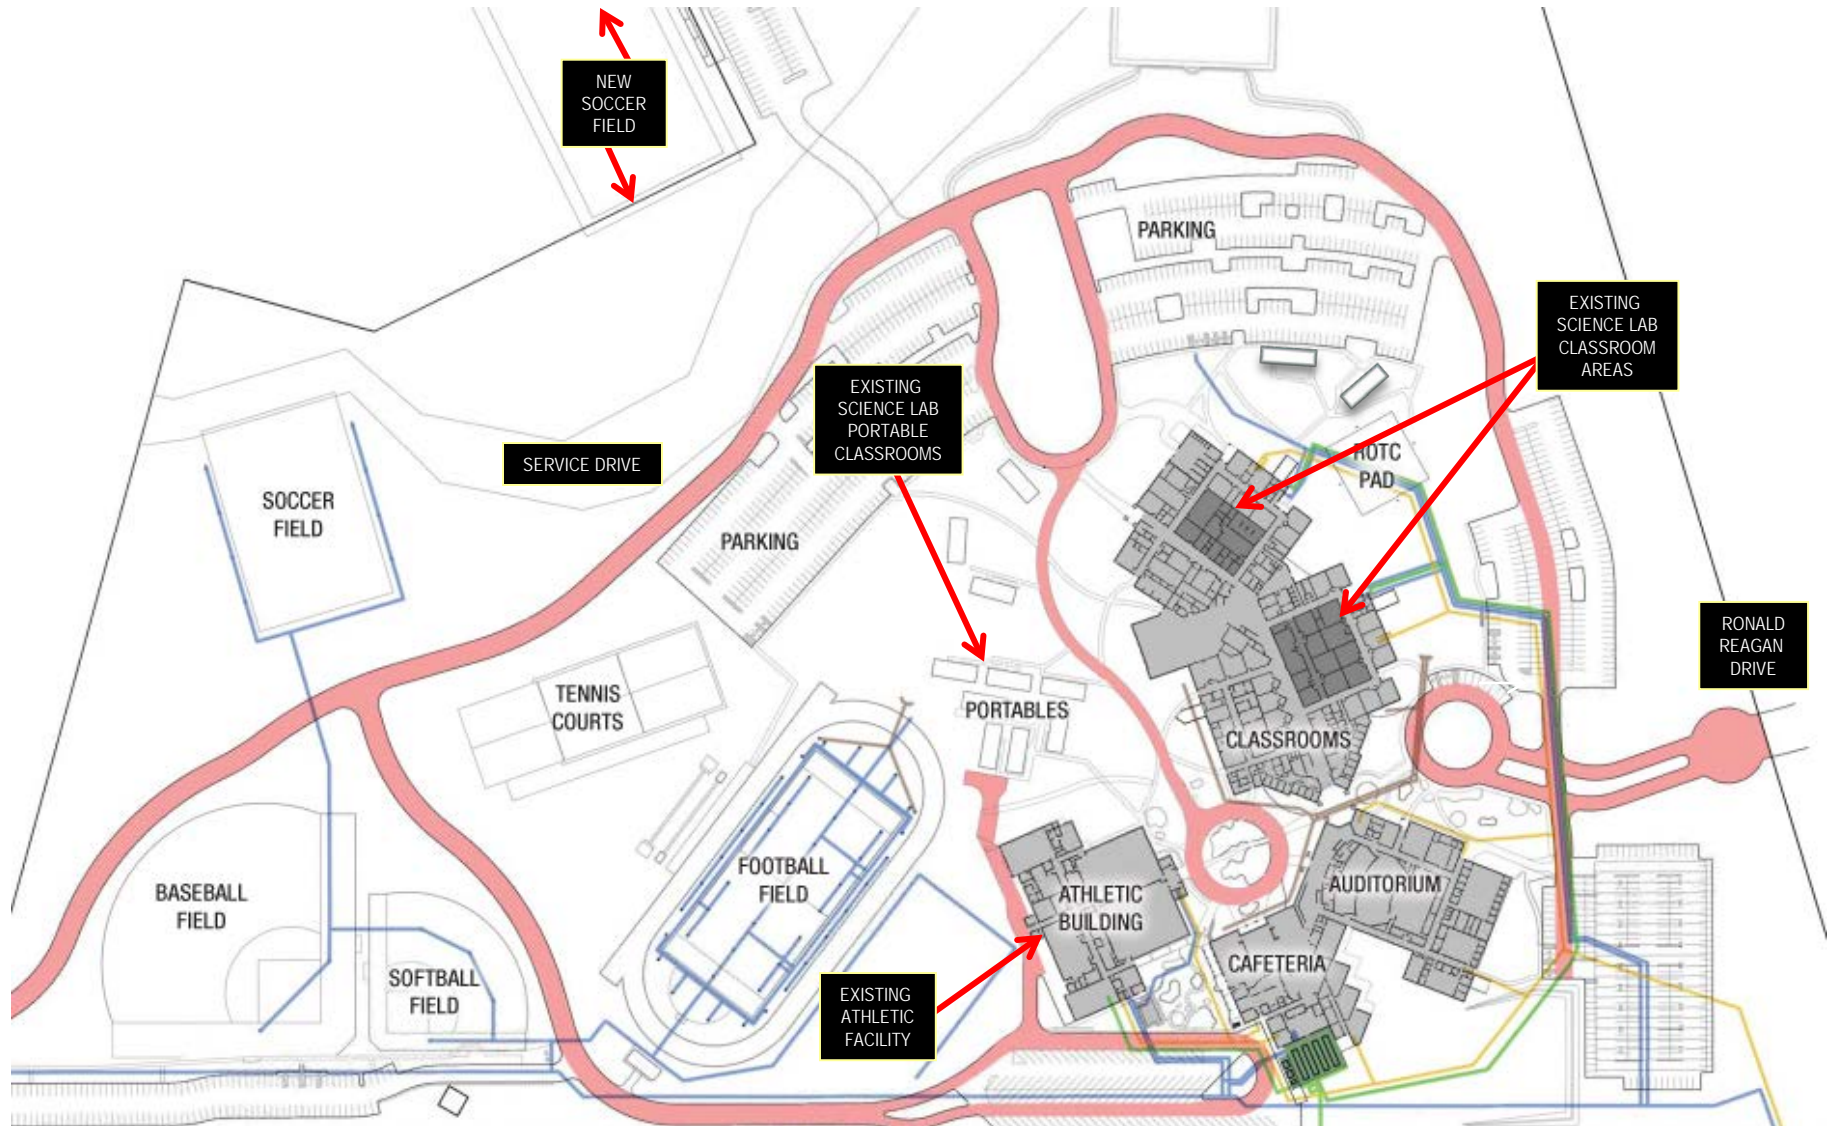 NEW
SOCCER
FIELD
PARKING
EXISTING
SCIENCE LAB
CLASSROOM
AREAS
EXISTING
SCIENCE LAB
PORTABLE
CLASSROOMS
SERVICE DRIVE
ROTC
PAD
SOCCER
FIELD
PARKING
RONALD
REAGAN
DRIVE
TENNIS
COURTS
PORTABLES
CLASSROOMS
FOOTBALL
FIELD
BASEBALL
FIELD
ATHLETIC
BUILDING
AUDITORIUM
SOFTBALL
FIELD
CAFETERIA
EXISTING
ATHLETIC
FACILITY